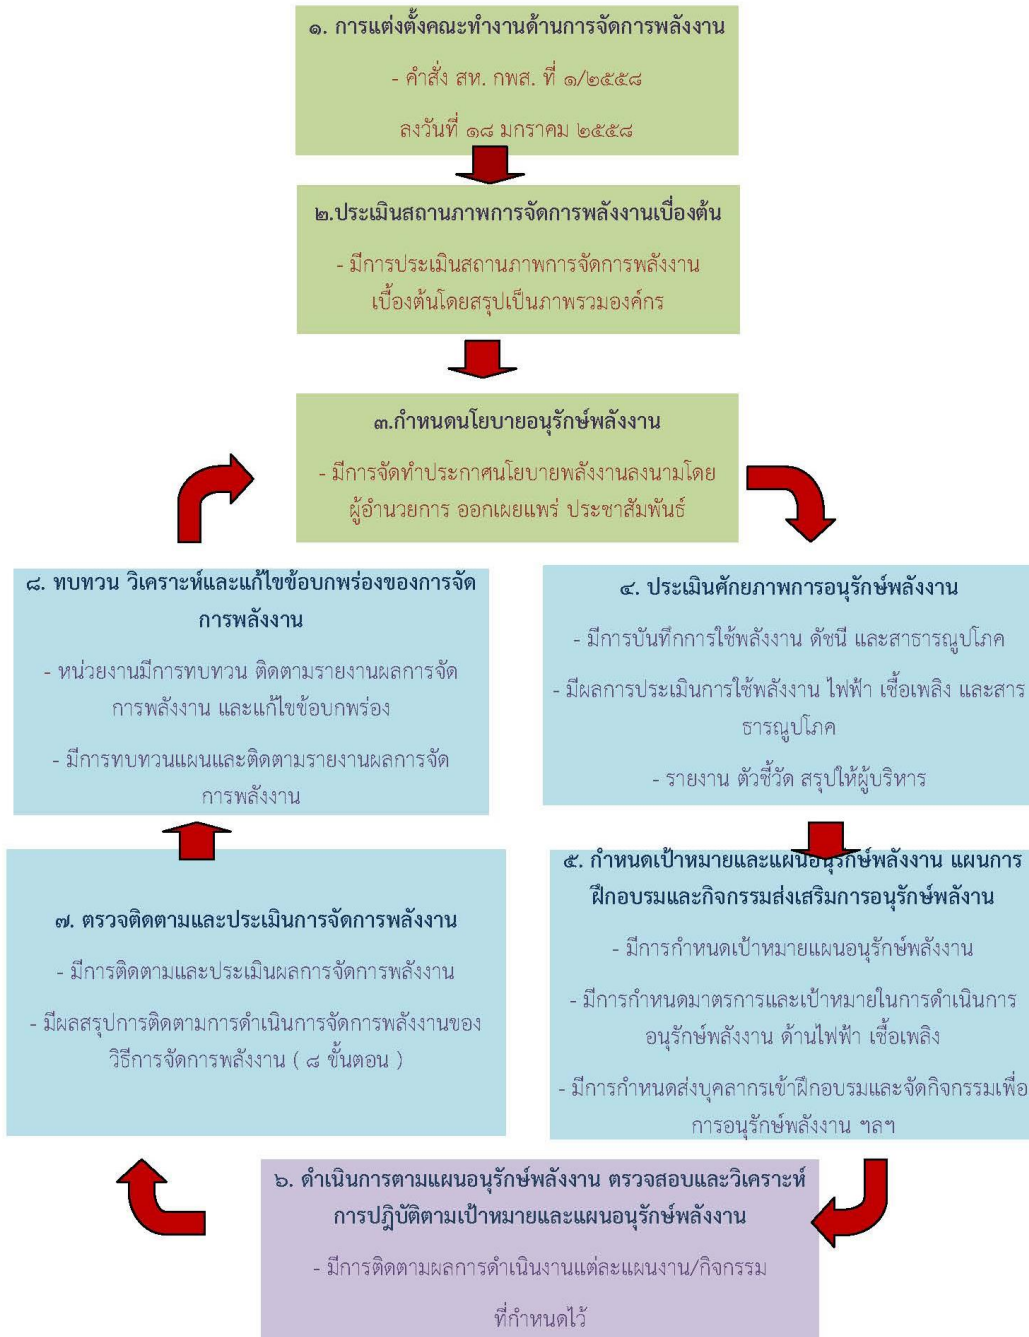 ๑. การแต่งตั้งคณะทำงานด้านการจัดการพลังงาน
- คำสั่ง สห. กพส. ที่ ๑/๒๕๕๘
ลงวันที่ ๑๘ มกราคม ๒๕๕๘
๒.ประเมินสถานภาพการจัดการพลังงานเบื่องต้น
- มีการประเมินสถานภาพการจัดการพลังงาน
เบื้องต้นโดยสรุปเป็นภาพรวมองค์กร
๓.กำหนดนโยบายอนุรักษ์พลังงาน
- มีการจัดทำประกาศนโยบายพลังงานลงนามโดย
ผู้อำนวยการ ออกเผยแพร่ ประชาสัมพันธ์
๔. ประเมินศักยภาพการอนุรักษ์พลังงาน
- มีการบันทึกการใช้พลังงาน ดัชนี และสาธารณูปโภค
- มีผลการประเมินการใช้พลังงาน ไฟฟ้า เชื้อเพลิง และสาร
ธารณูปโภค
- รายงาน ตัวชี้วัด สรุปให้ผู้บริหาร
๕. กำหนดเป้าหมายและแผนอนุรักษ์พลังงาน แผนการ
ฝึกอบรมและกิจกรรมส่งเสริมการอนุรักษ์พลังงาน
- มีการกำหนดเป้าหมายแผนอนุรักษ์พลังงาน
- มีการกำหนดมาตรการและเป้าหมายในการดำเนินการ
อนุรักษ์พลังงาน ด้านไฟฟ้า เชื้อเพลิง
- มีการกำหนดส่งบุคลากรเข้าฝึกอบรมและจัดกิจกรรมเพื่อ
การอนุรักษ์พลังงาน ฯลฯ
๖. ดำเนินการตามแผนอนุรักษ์พลังงาน ตรวจสอบและวิเคราะห์
การปฏิบัติตามเป้าหมายและแผนอนุรักษ์พลังงาน
- มีการติดตามผลการดำเนินงานแต่ละแผนงาน/กิจกรรม
ที่กำหนดไว้
๗. ตรวจติดตามและประเมินการจัดการพลังงาน
- มีการติดตามและประเมินผลการจัดการพลังงาน
- มีผลสรุปการติดตามการดำเนินการจัดการพลังงานของ
วิธีการจัดการพลังงาน ( ๘ ขั้นตอน )
๘. ทบทวน วิเคราะห์และแก้ไขข้อบกพร่องของการจัด
การพลังงาน
- หน่วยงานมีการทบทวน ติดตามรายงานผลการจัด
การพลังงาน และแก้ไขข้อบกพร่อง
- มีการทบทวนแผนและติดตามรายงานผลการจัด
การพลังงาน